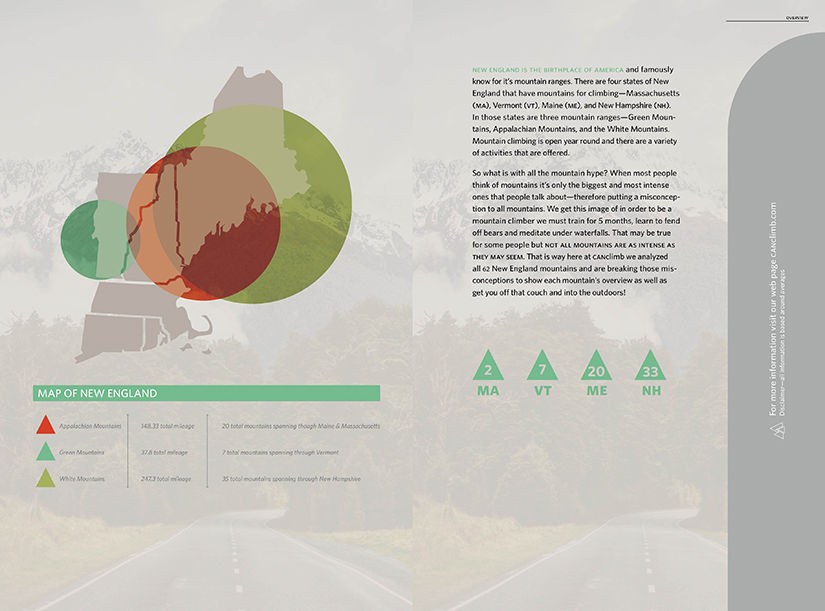 OVERVIEW
NEW ENGLAND IS THE BIRTHPLACE OF AMERICA and famously
know for it's mountain ranges. There are four states of New
England that have mountains for climbing—Massachusetts
(MA), Vermont (VT), Maine (ME), and New Hampshire (NH).
In those states are three mountain ranges—Green Moun-
tains, Appalachian Mountains, and the White Mountains.
Mountain climbing is open year round and there are a variety
of activities that are offered.
So what is with all the mountain hype? When most people
think of mountains it's only the biggest and most intense
ones that people talk about—therefore putting a misconcep-
tion to all mountains. We get this image of in order to be a
mountain climber we must train for 5 months, learn to fend
off bears and meditate under waterfalls. That may be true
for some people but NOT ALL MOUNTAINS ARE AS INTENSE AS
THEY MAY SEEM. That is way here at CANclimb we analyzed
all 62 New England mountains and are breaking those mis-
conceptions to show each mountain's overview as well as
get you off that couch and into the outdoors!
2 7 20 33
MA VT ME NH
MAP OF NEW ENGLAND
Appalachian Mountains 148.33 total mileage 20 total mountains spanning though Maine & Massachusetts
Green Mountains 37.8 total mileage 7 total mountains spanning through Vermont
White Mountains 247.3 total mileage 35 total mountains spanning through New Hampshire
For more information visit our web page CANclimb.com
Disclaimer—all information is based around averages